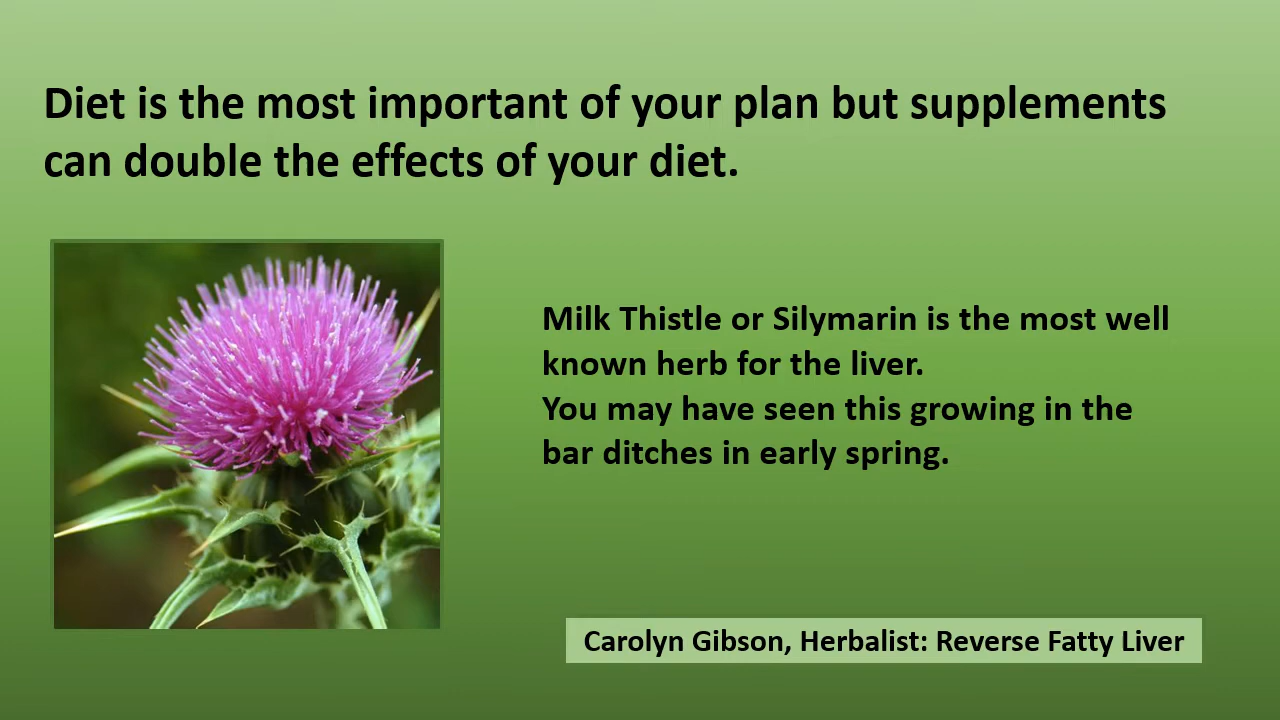 Diet is the most important of your plan but supplements
can double the effects of your diet.
Milk Thistle or Silymarin is the most well
known herb for the liver.
You may have seen this growing in the
bar ditches in early spring.
Carolyn Gibson, Herbalist: Reverse Fatty Liver